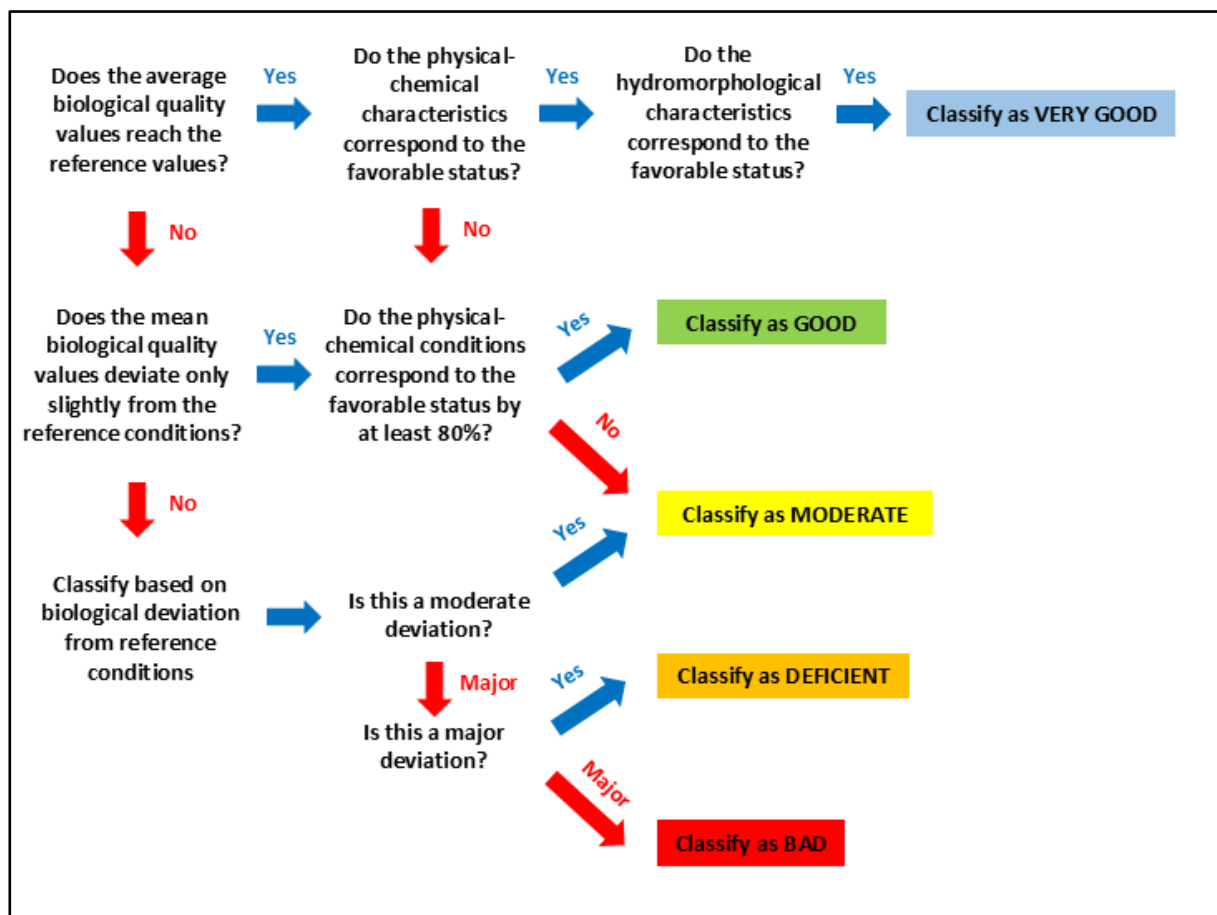 Does the average
biological quality
values reach the
reference values?
Yes
Do the physical-
chemical
characteristics
correspond to the
favorable status?
Yes
Do the
hydromorphological
characteristics
correspond to the
favorable status?
Yes
Classify as VERY GOOD
No
No
Does the mean
biological quality
values deviate only
slightly from the
reference conditions?
Yes
Do the physical-
chemical conditions
correspond to the
favorable status by
at least 80%?
Yes
Classify as GOOD
No
Classify as MODERATE
No
Classify based on
biological deviation
from reference
conditions
Is this a moderate
deviation?
Yes
Major
Is this a major
deviation?
Yes
Classify as DEFICIENT
Major
Classify as BAD